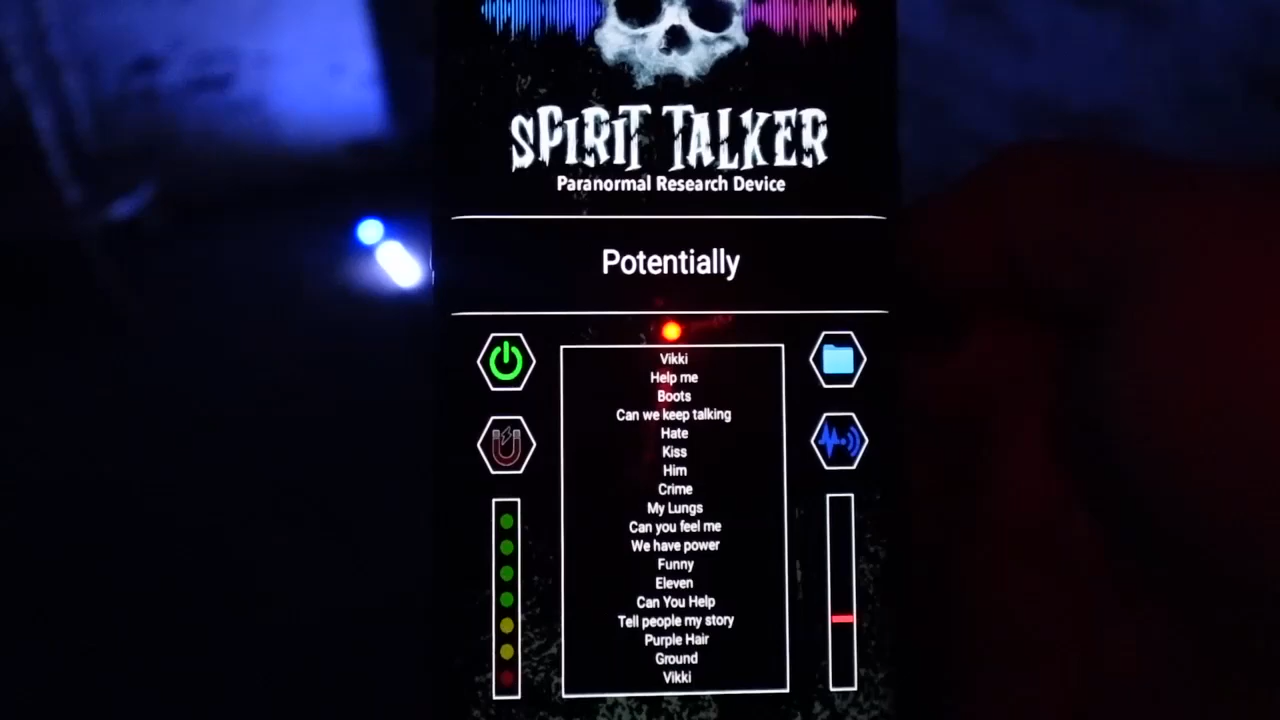 SPIRIT TALKER
Paranormal Research Device
Potentially
Vikki
Help me
Boots
Can we keep talking
Hate
Kiss
Him
Crime
My Lungs
Can you feel me
We have power
Funny
Eleven
Can You Help
Tell people my story
Purple Hair
Ground
Vikki